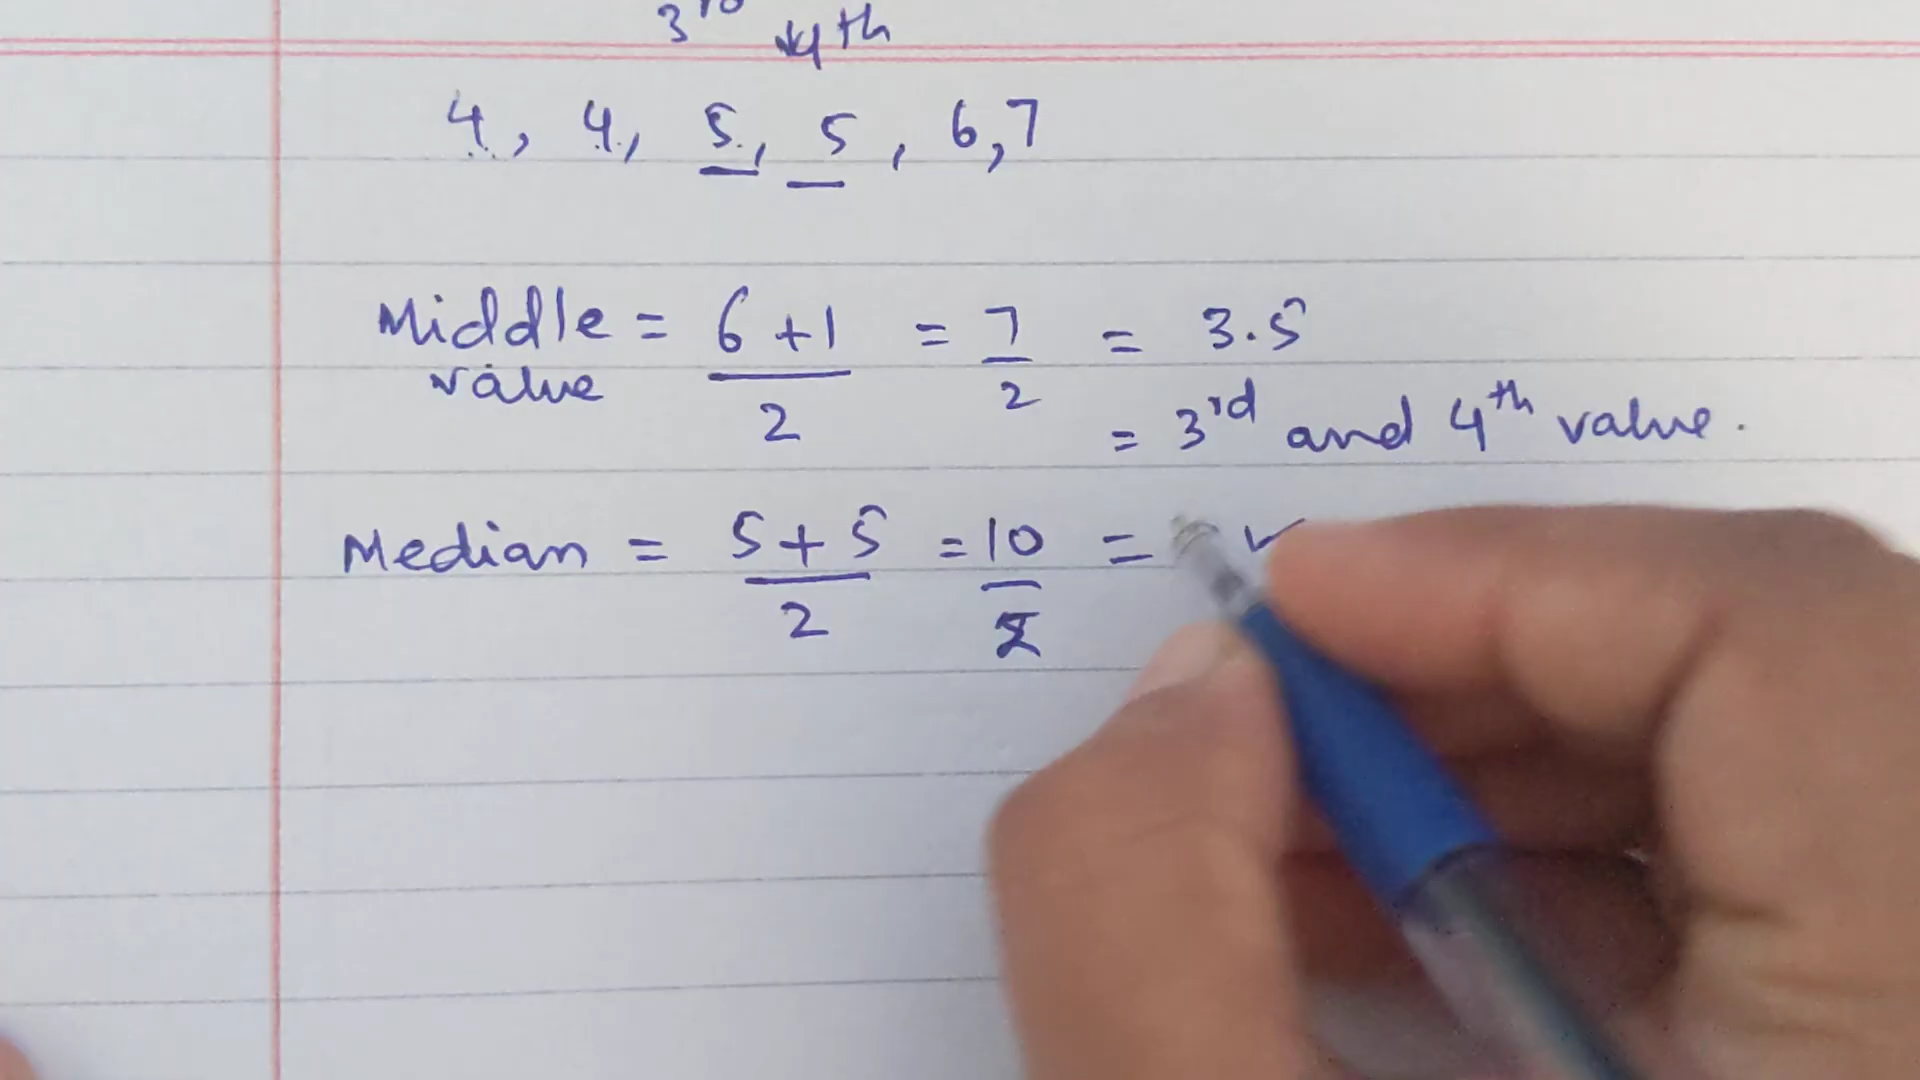 3rd 4th
4, 4, 5, 5, 6, 7
Middle value = 6+1/2 = 7/2 = 3.5
= 3rd and 4th value.
Median = 5+5/2 = 10/2 =